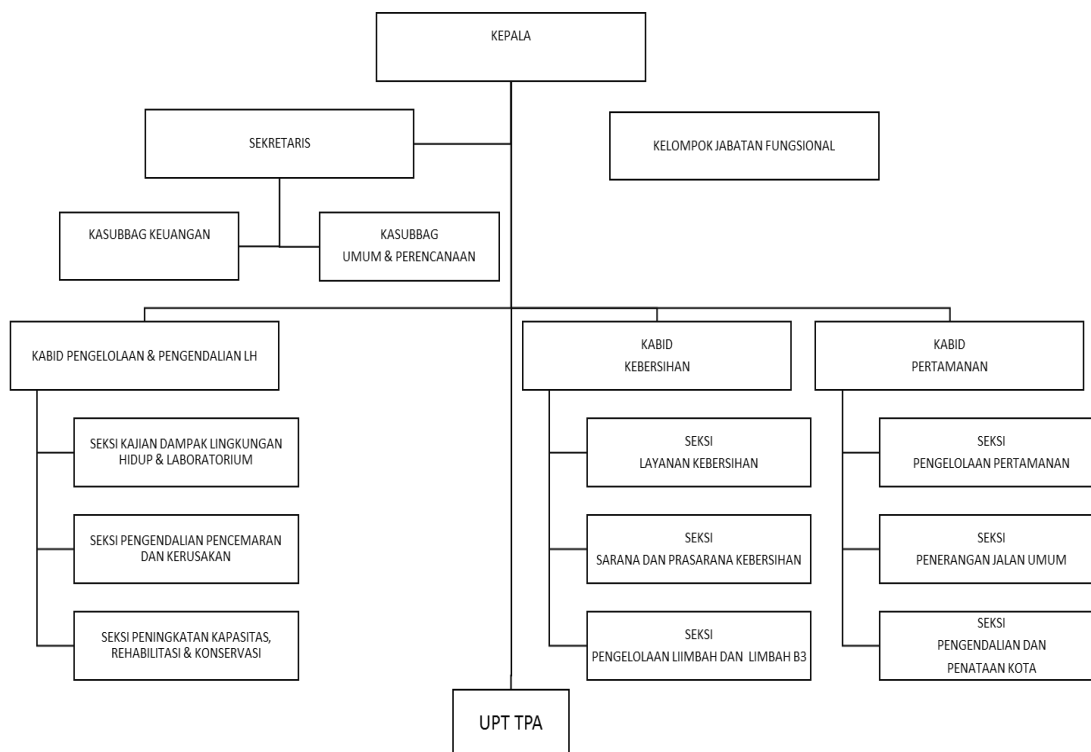 KEPALA
SEKRETARIS
KELOMPOK JABATAN FUNGSIONAL
KASUBBAG KEUANGAN
KASUBBAG
UMUM & PERENCANAAN
KABID PENGELOLAAN & PENGENDALIAN LH
KABID
KEBERSIHAN
KABID
PERTAMANAN
SEKSI KAJIAN DAMPAK LINGKUNGAN
HIDUP & LABORATORIUM
SEKSI
LAYANAN KEBERSIHAN
SEKSI
PENGELOLAAN PERTAMANAN
SEKSI PENGENDALIAN PENCEMARAN
DAN KERUSAKAN
SEKSI
SARANA DAN PRASARANA KEBERSIHAN
SEKSI
PENERANGAN JALAN UMUM
SEKSI PENINGKATAN KAPASITAS,
REHABILITASI & KONSERVASI
SEKSI
PENGELOLAAN LIIMBAH DAN LIMBAH B3
SEKSI
PENGENDALIAN DAN
PENATAAN KOTA
UPT TPA